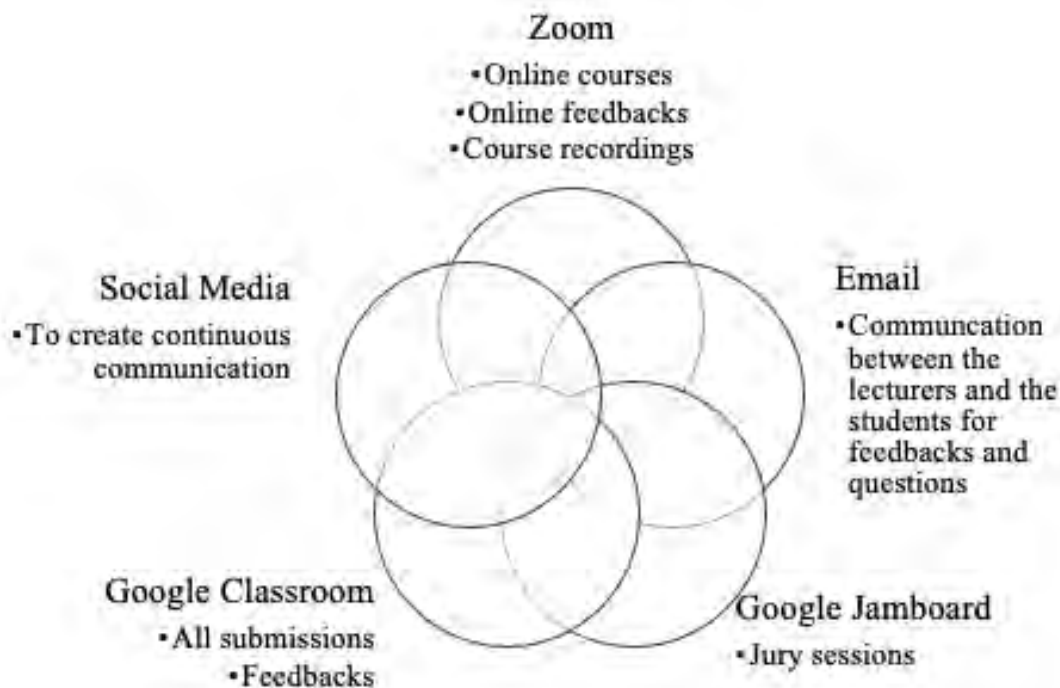 Zoom
▪Online courses
▪Online feedbacks
▪Course recordings
Social Media
▪To create continuous
communication
Email
▪Communcation
between the
lecturers and the
students for
feedbacks and
questions
Google Classroom
▪All submissions
▪Feedbacks
Google Jamboard
▪Jury sessions